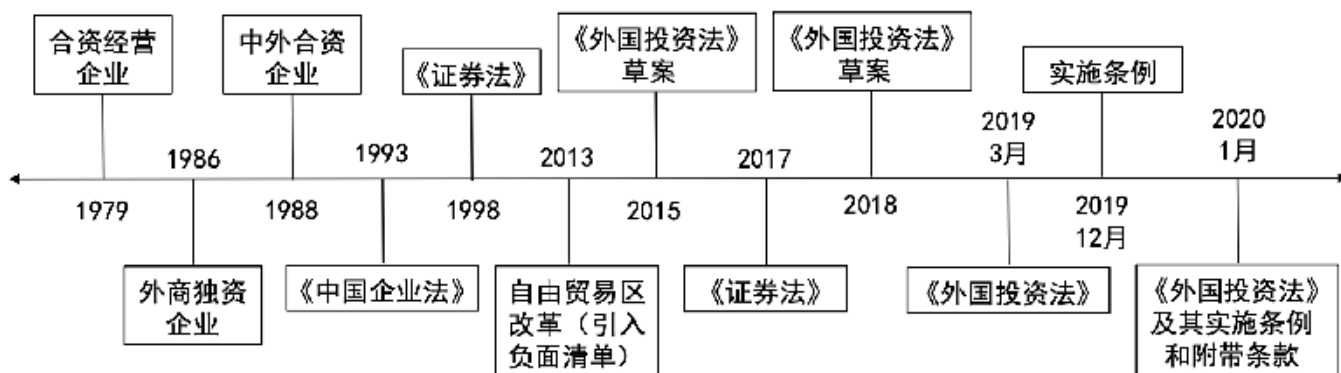 合资经营
企业
中外合资
企业
《证券法》
《外国投资法》
草案
《外国投资法》
草案
实施条例
1986
1993
2013
2017
2019
3月
2020
1月
1979
1988
1998
2015
2018
2019
12月
外商独资
企业
《中国企业法》
自由贸易区
改革（引入
负面清单）
《证券法》
《外国投资法》
《外国投资法》
及其实施条例
和附带条款